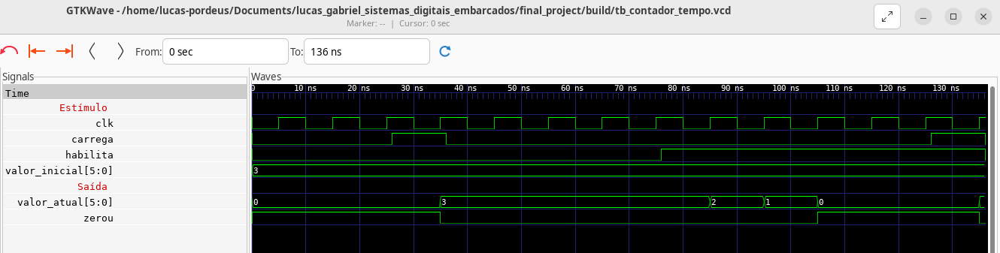 GTKWave - /home/lucas-pordeus/Documents/lucas_gabriel_sistemas_digitais_embarcados/final_project/build/tb_contador_tempo.vcd
Marker: -- | Cursor: 0 sec
From: 0 sec To: 136 ns
Signals Waves
Time 0 10 ns 20 ns 30 ns 40 ns 50 ns 60 ns 70 ns 80 ns 90 ns 100 ns 110 ns 120 ns 130 ns
Estímulo
clk
carrega
habilita
valor_inicial[5:0] 3
Saída
valor_atual[5:0] 0 3 2 1 0
zerou